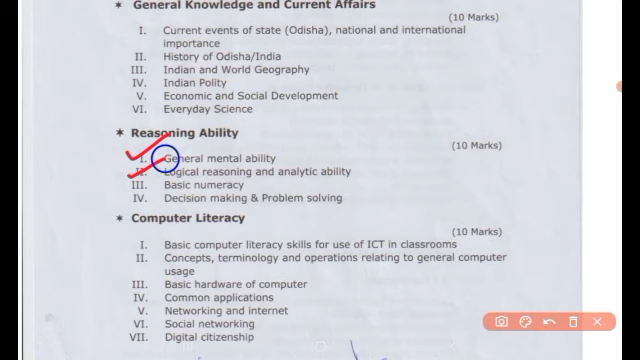 * General Knowledge and Current Affairs
(10 Marks)
I. Current events of state (Odisha), national and international
importance
II. History of Odisha/India
III. Indian and World Geography
IV. Indian Polity
V. Economic and Social Development
VI. Everyday Science
* Reasoning Ability
(10 Marks)
I. General mental ability
II. Logical reasoning and analytic ability
III. Basic numeracy
IV. Decision making & Problem solving
* Computer Literacy
(10 Marks)
I. Basic computer literacy skills for use of ICT in classrooms
II. Concepts, terminology and operations relating to general computer
usage
III. Basic hardware of computer
IV. Common applications
V. Networking and internet
VI. Social networking
VII. Digital citizenship